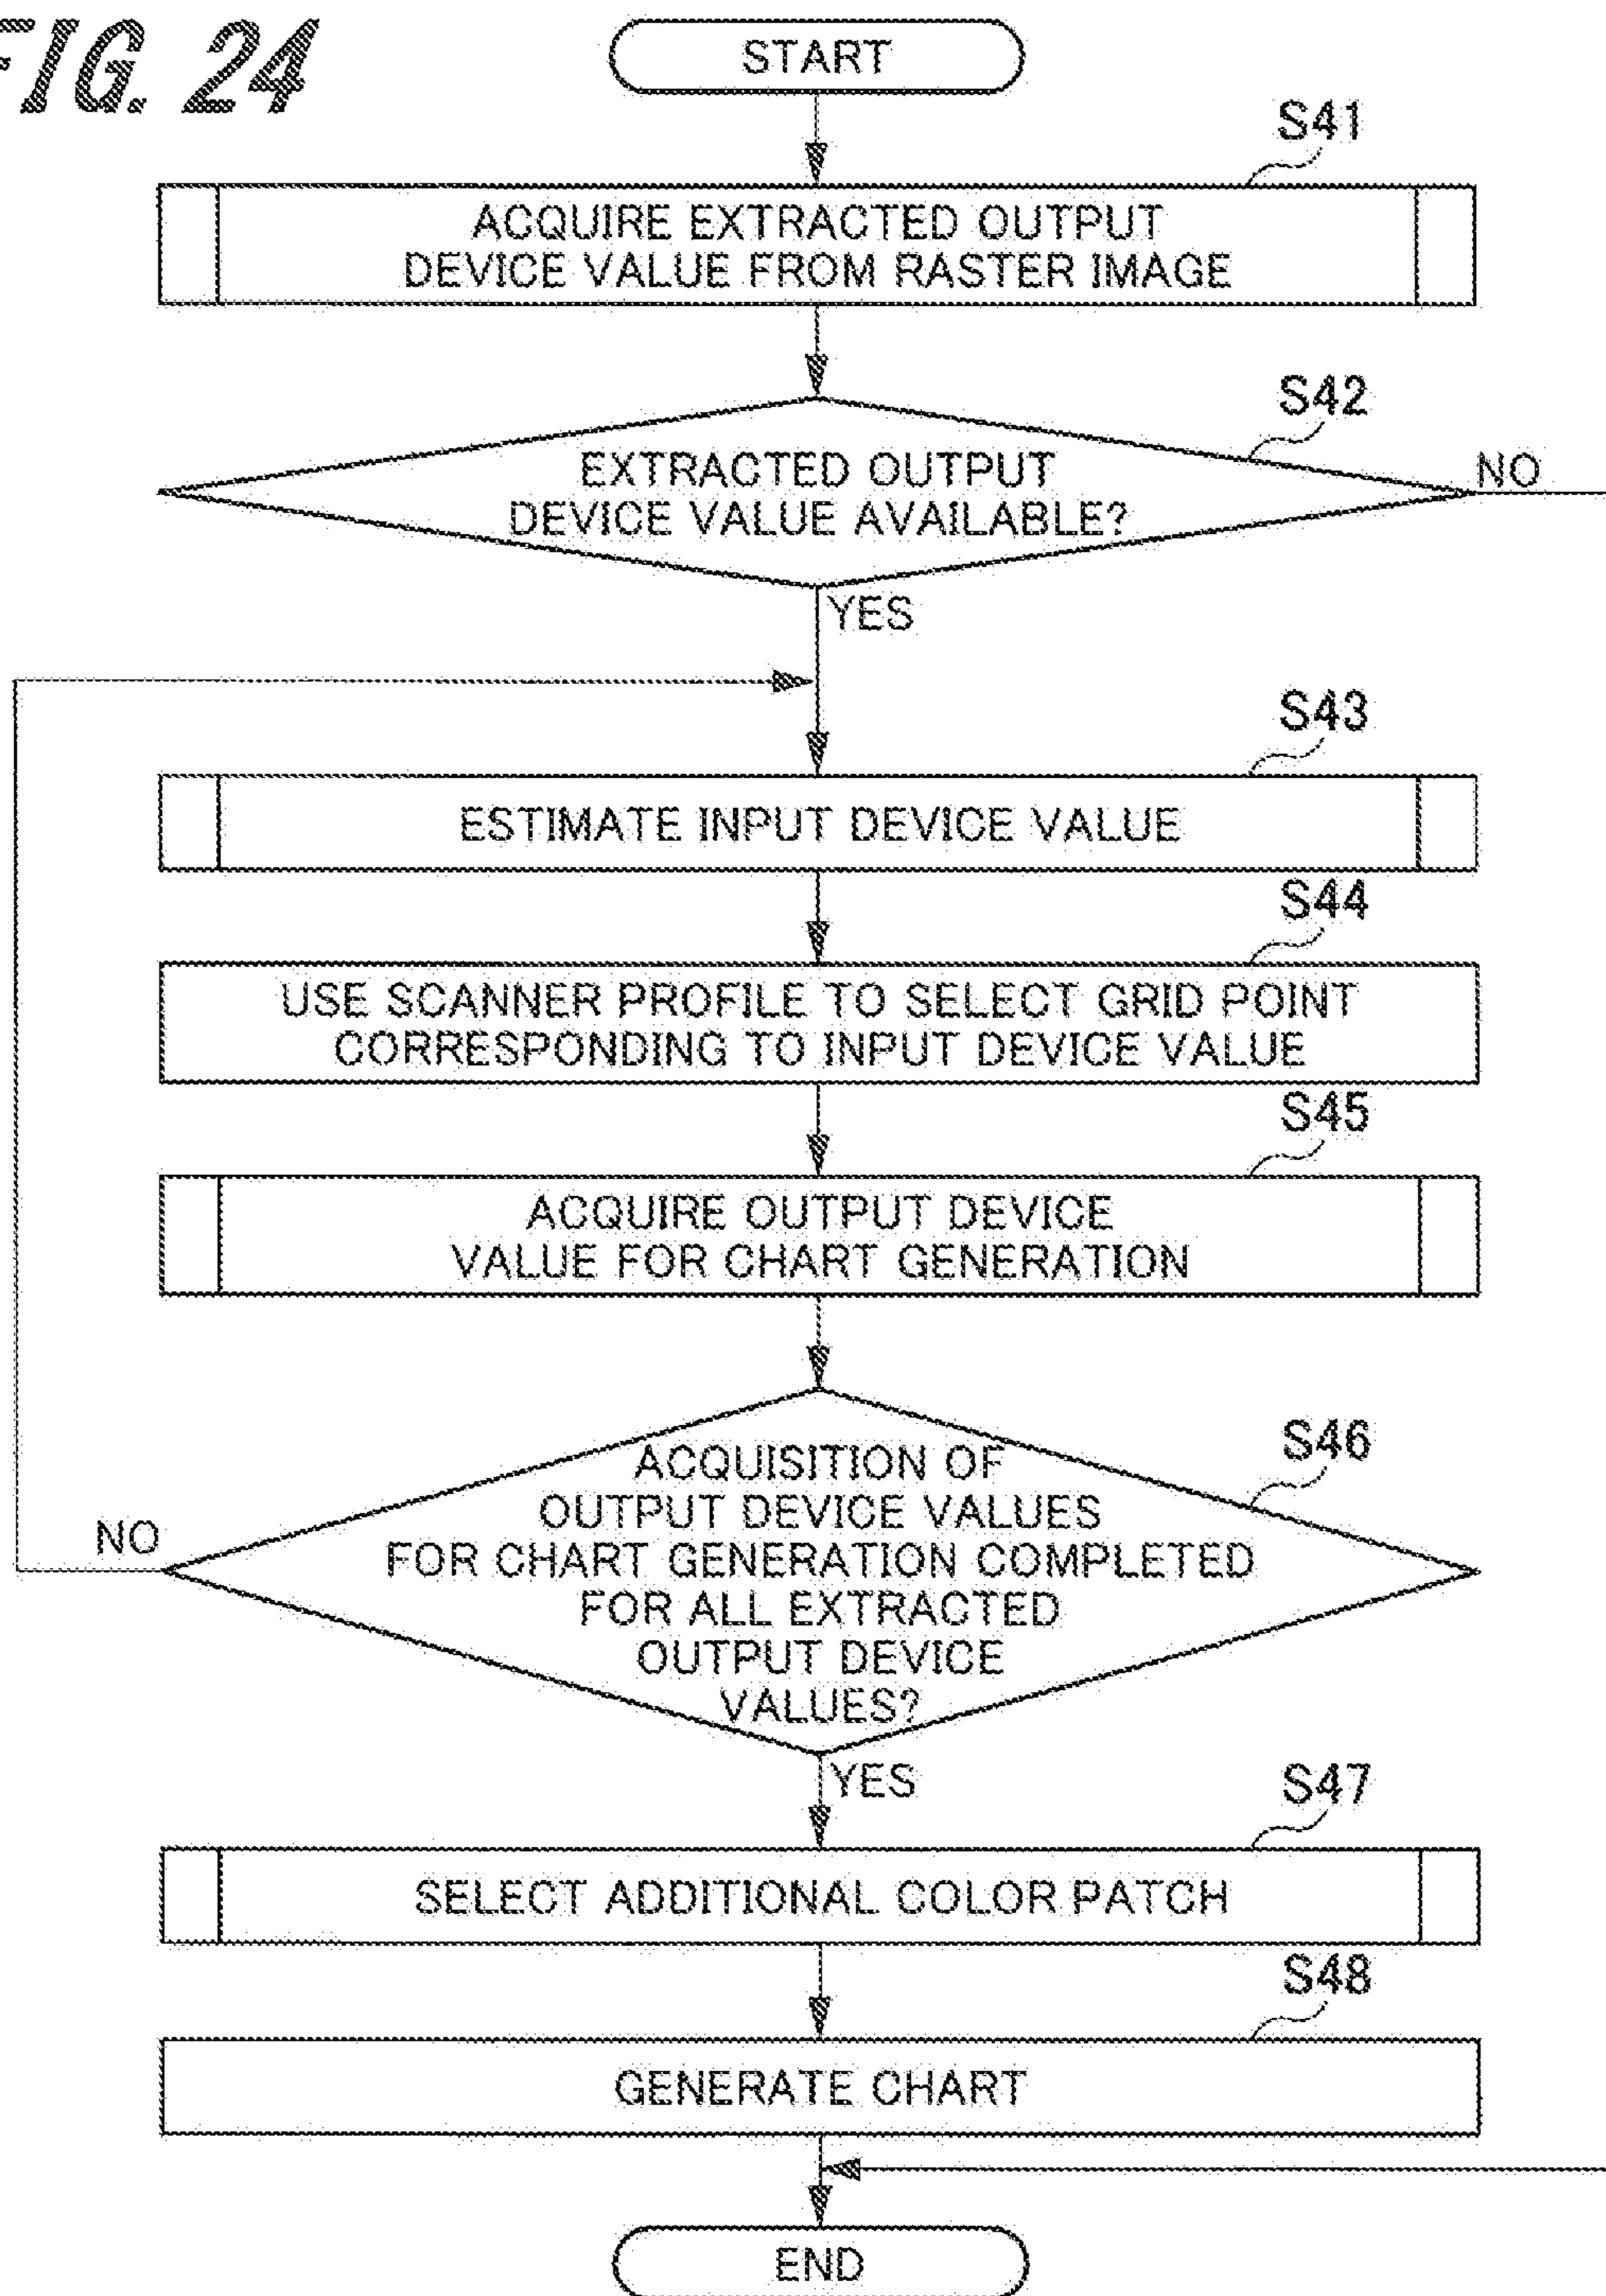 FIG. 24
START
S41
ACQUIRE EXTRACTED OUTPUT
DEVICE VALUE FROM RASTER IMAGE
S42
EXTRACTED OUTPUT
DEVICE VALUE AVAILABLE?
NO
YES
S43
ESTIMATE INPUT DEVICE VALUE
S44
USE SCANNER PROFILE TO SELECT GRID POINT
CORRESPONDING TO INPUT DEVICE VALUE
S45
ACQUIRE OUTPUT DEVICE
VALUE FOR CHART GENERATION
S46
ACQUISITION OF
OUTPUT DEVICE VALUES
FOR CHART GENERATION COMPLETED
FOR ALL EXTRACTED
OUTPUT DEVICE
VALUES?
NO
YES
S47
SELECT ADDITIONAL COLOR PATCH
S48
GENERATE CHART
END